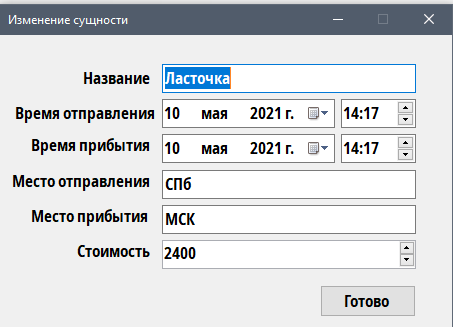 Изменение сущности
Название Ласточка
Время отправления 10 мая 2021 г. 14:17
Время прибытия 10 мая 2021 г. 14:17
Место отправления СПб
Место прибытия МСК
Стоимость 2400
Готово